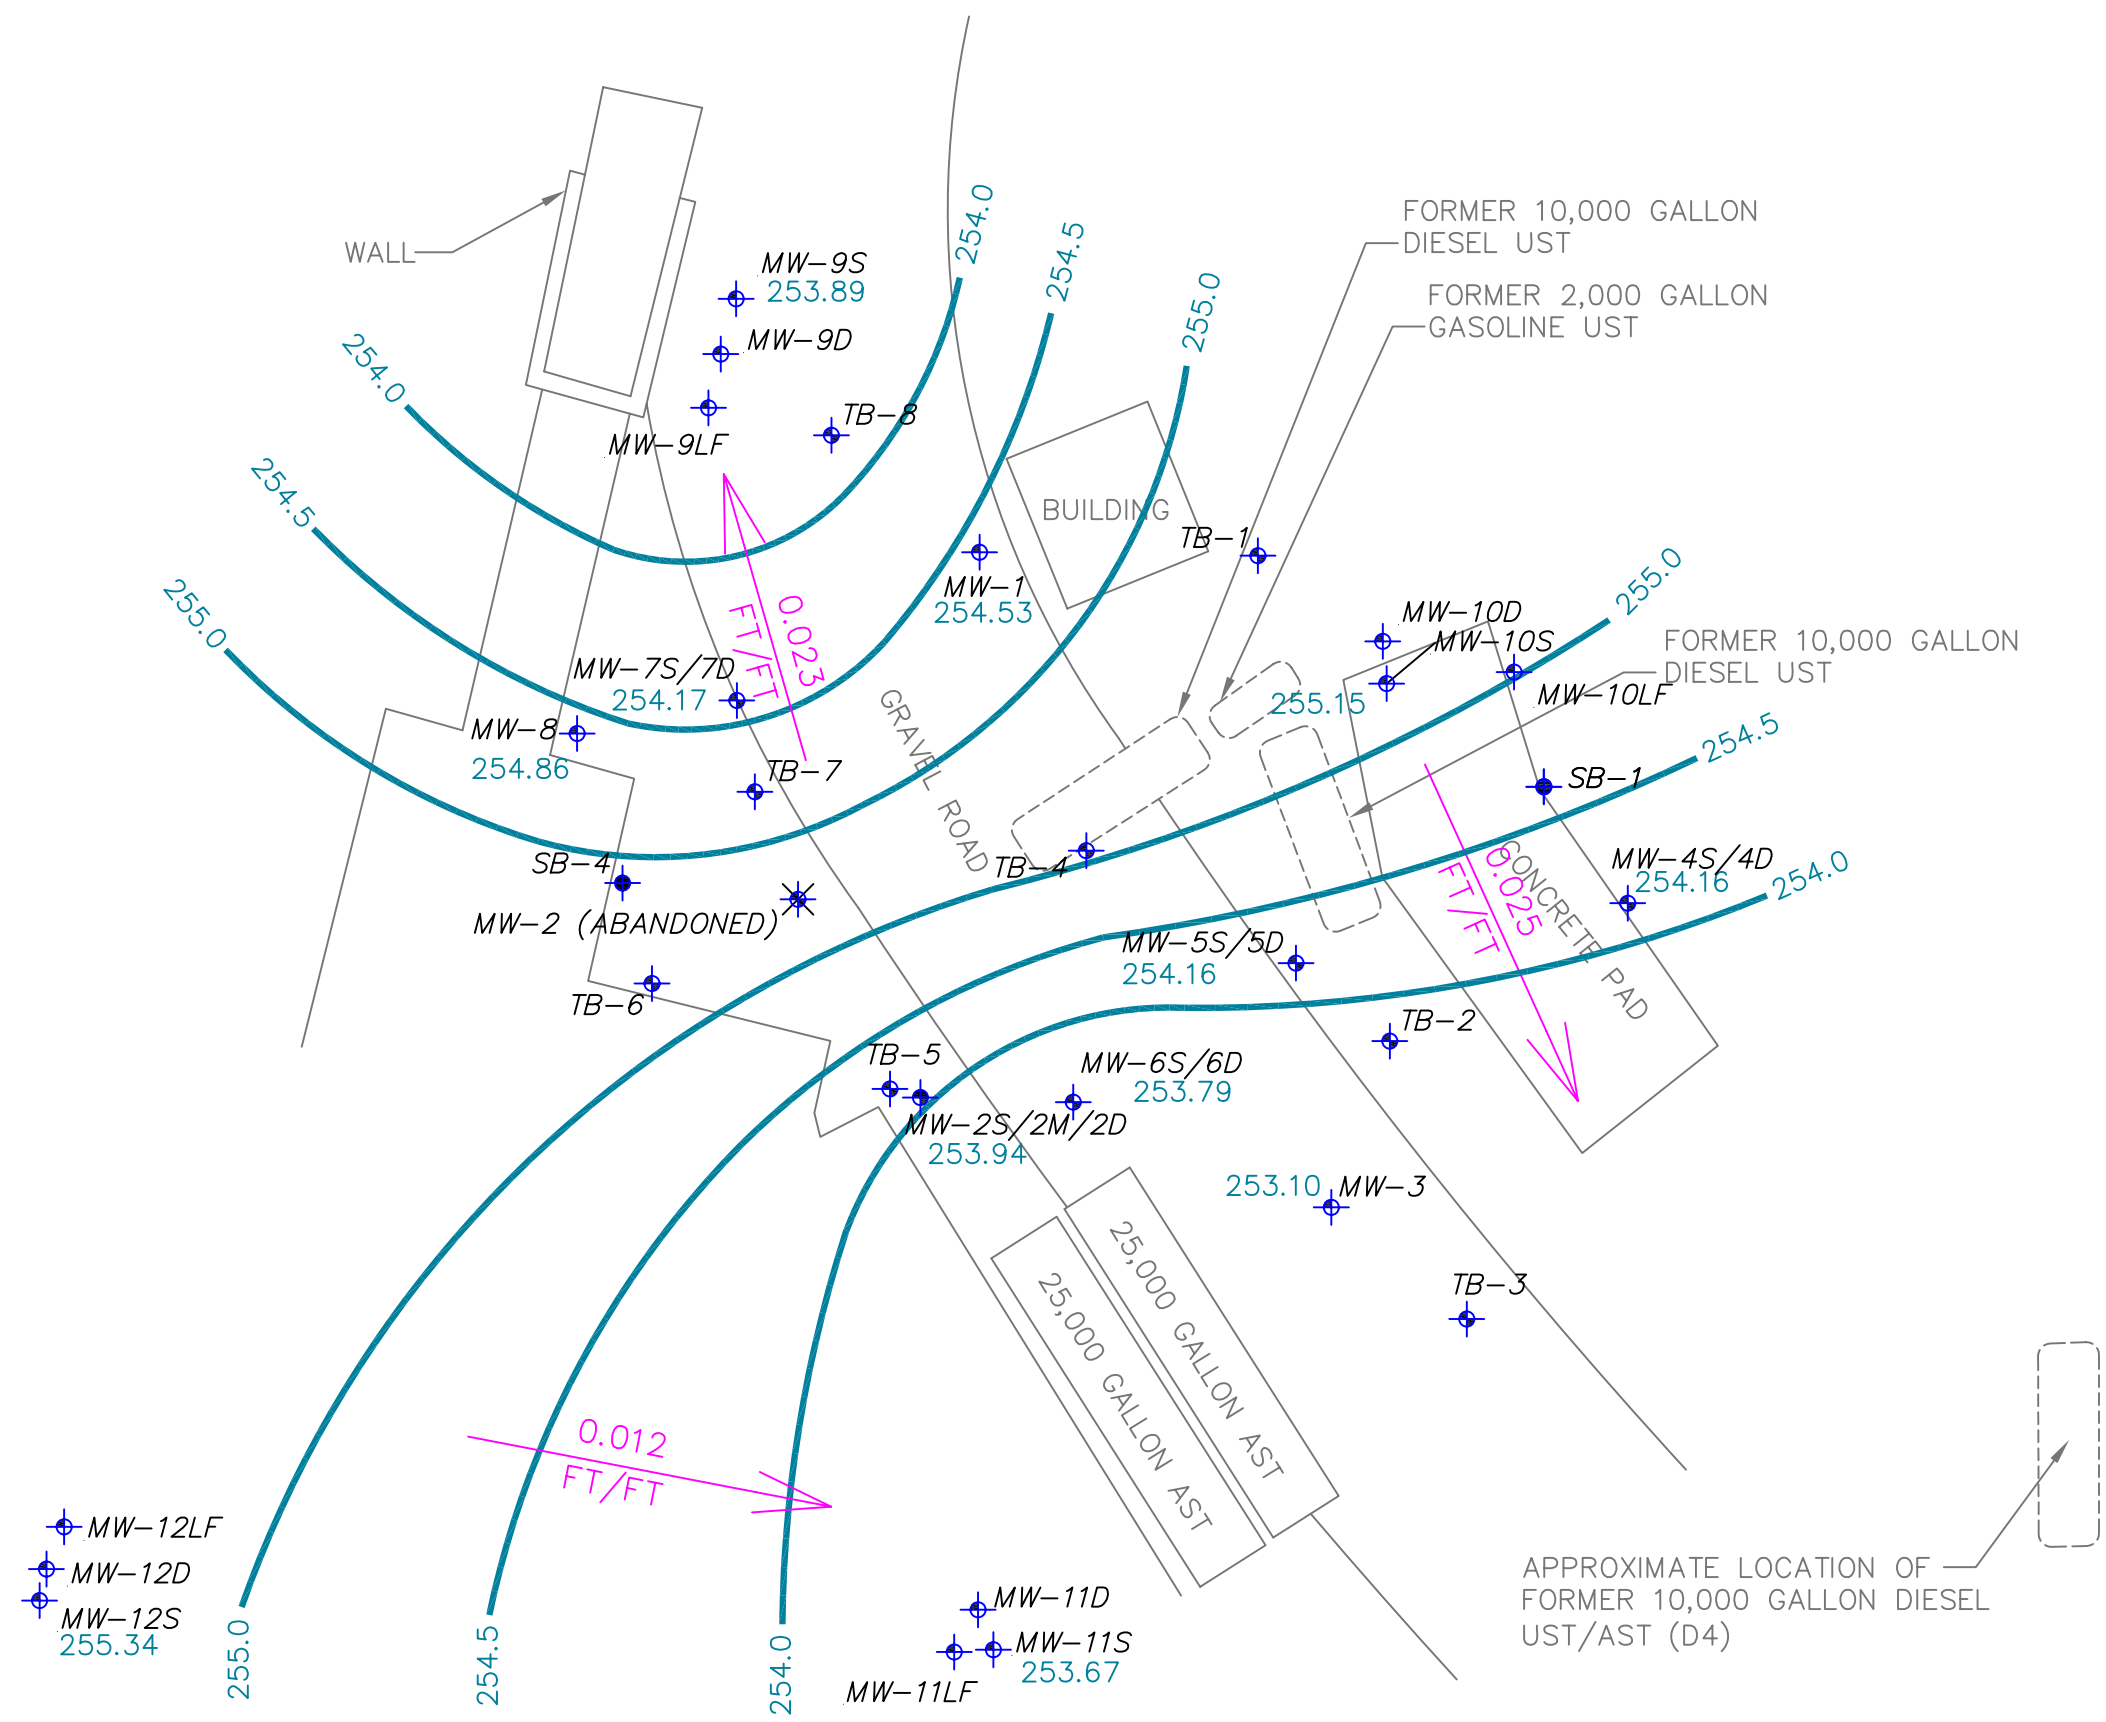 254.0
254.5
255.0
FORMER 10,000 GALLON
DIESEL UST
FORMER 2,000 GALLON
GASOLINE UST
WALL
MW-9S
253.89
MW-9D
254.0
TB-8
MW-9LF
254.5
BUILDING
TB-1
MW-1
254.53
255.0
0.023
FT/FT
MW-7S/7D
254.17
MW-8
254.86
TB-7
GRAVEL ROAD
MW-10D
MW-10S
255.15
MW-10LF
255.0
FORMER 10,000 GALLON
DIESEL UST
254.5
SB-1
SB-4
MW-2 (ABANDONED)
TB-4
MW-4S/4D
254.16
254.0
0.025
FT/FT
CONCRETE PAD
MW-5S/5D
254.16
TB-6
TB-2
TB-5
MW-6S/6D
253.79
MW-2S/2M/2D
253.94
253.10
MW-3
TB-3
25,000 GALLON AST
25,000 GALLON AST
0.012
FT/FT
MW-12LF
MW-12D
MW-12S
255.34
255.0
254.5
254.0
MW-11D
MW-11S
253.67
MW-11LF
APPROXIMATE LOCATION OF
FORMER 10,000 GALLON DIESEL
UST/AST (D4)